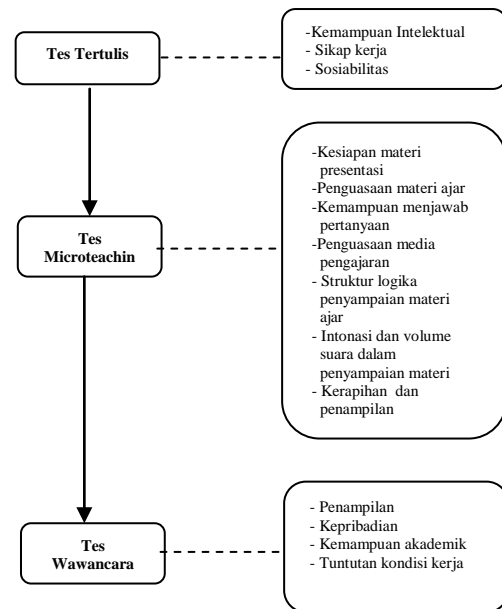 Tes Tertulis
-Kemampuan Intelektual
- Sikap kerja
- Sosiabilitas
Tes
Microteachin
-Kesiapan materi
presentasi
-Penguasaan materi ajar
-Kemampuan menjawab
pertanyaan
-Penguasaan media
pengajaran
- Struktur logika
penyampaian materi
ajar
- Intonasi dan volume
suara dalam
penyampaian materi
- Kerapihan  dan
penampilan
Tes
Wawancara
- Penampilan
- Kepribadian
- Kemampuan akademik
- Tuntutan kondisi kerja